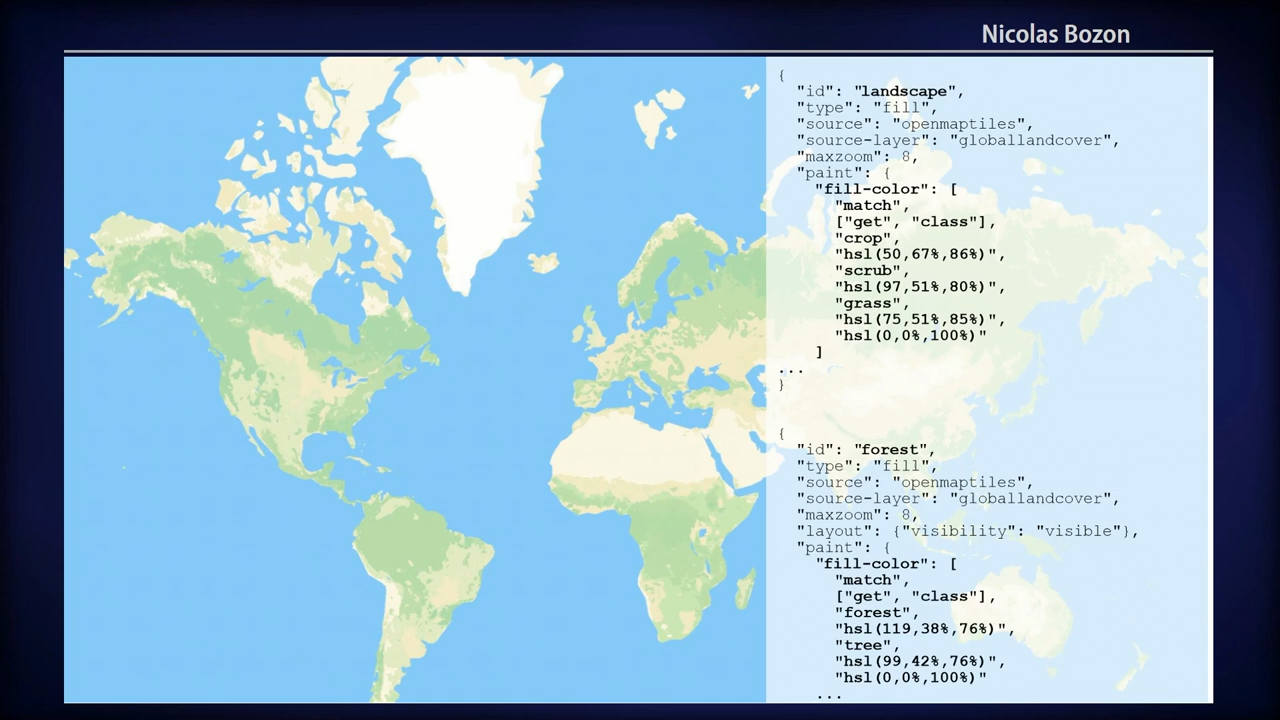 Nicolas Bozon
{
"id": "landscape",
"type": "fill",
"source": "openmaptiles",
"source-layer": "globallandcover",
"maxzoom": 8,
"paint": {
"fill-color": [
"match",
["get", "class"],
"crop",
"hsl(50,67%,86%)",
"scrub",
"hsl(97,51%,80%)",
"grass",
"hsl(75,51%,85%)",
"hsl(0,0%,100%)"
]
...
}
{
"id": "forest",
"type": "fill",
"source": "openmaptiles",
"source-layer": "globallandcover",
"maxzoom": 8,
"layout": {"visibility": "visible"},
"paint": {
"fill-color": [
"match",
["get", "class"],
"forest",
"hsl(119,38%,76%)",
"tree",
"hsl(99,42%,76%)",
"hsl(0,0%,100%)"
...